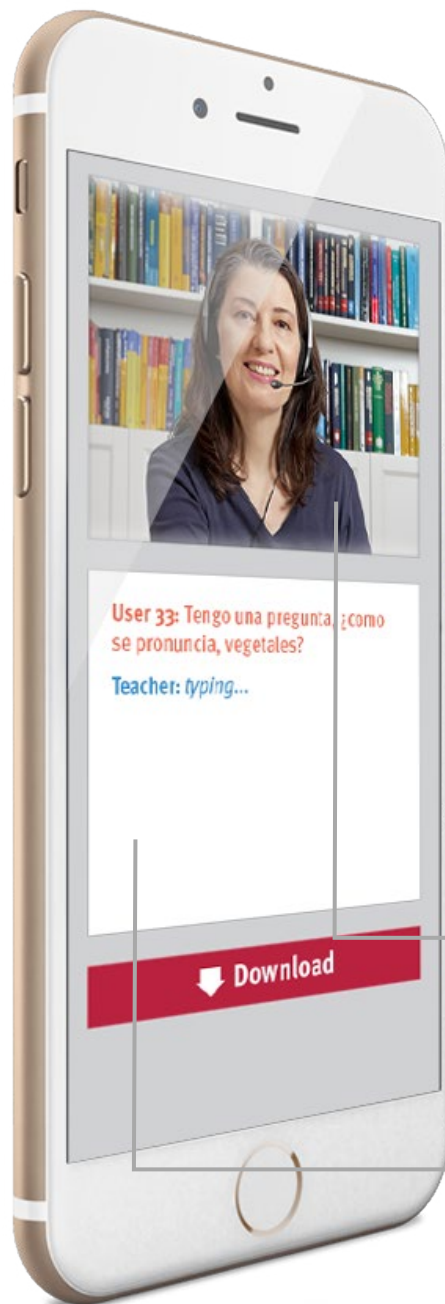 User 33: Tengo una pregunta, ¿como
se pronuncia, vegetales?
Teacher: typing...
Download